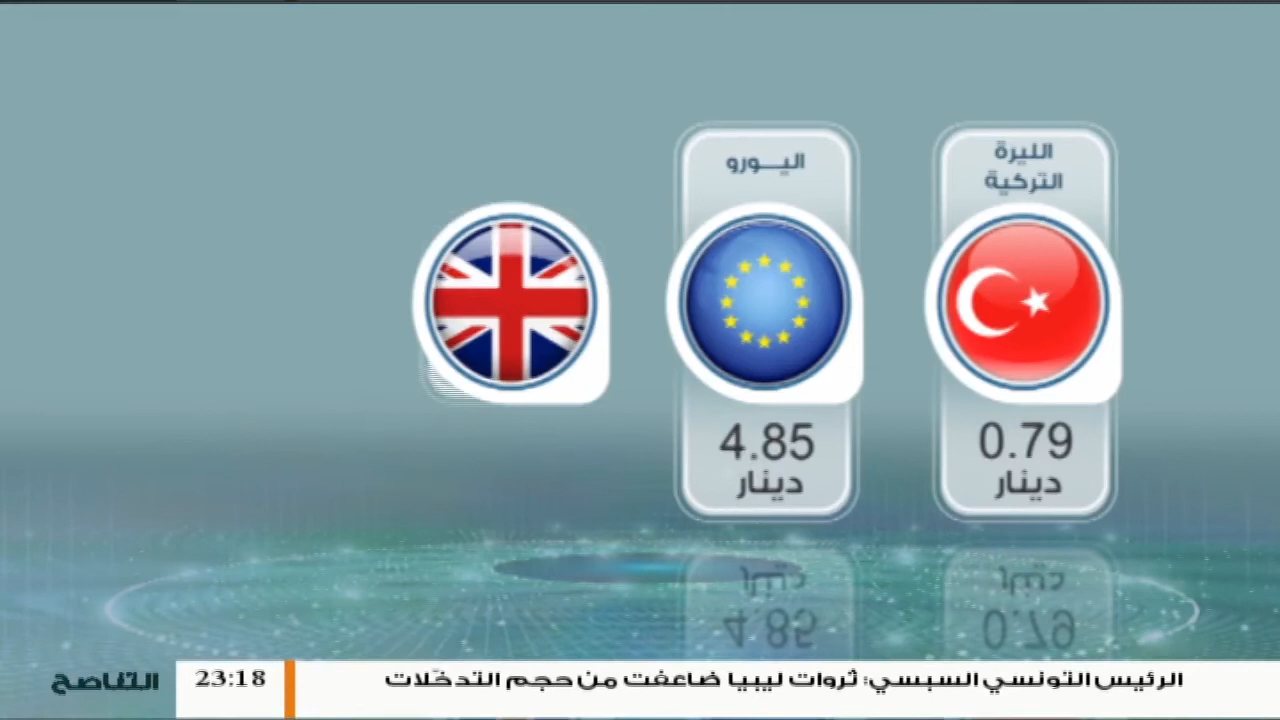 الليرة
التركية
0.79
دينار
اليـــورو
4.85
دينار
الرئيس التونسي السبسي: ثروات ليبيا ضاعفت من حجم التدخّلات
23:18
التناصح